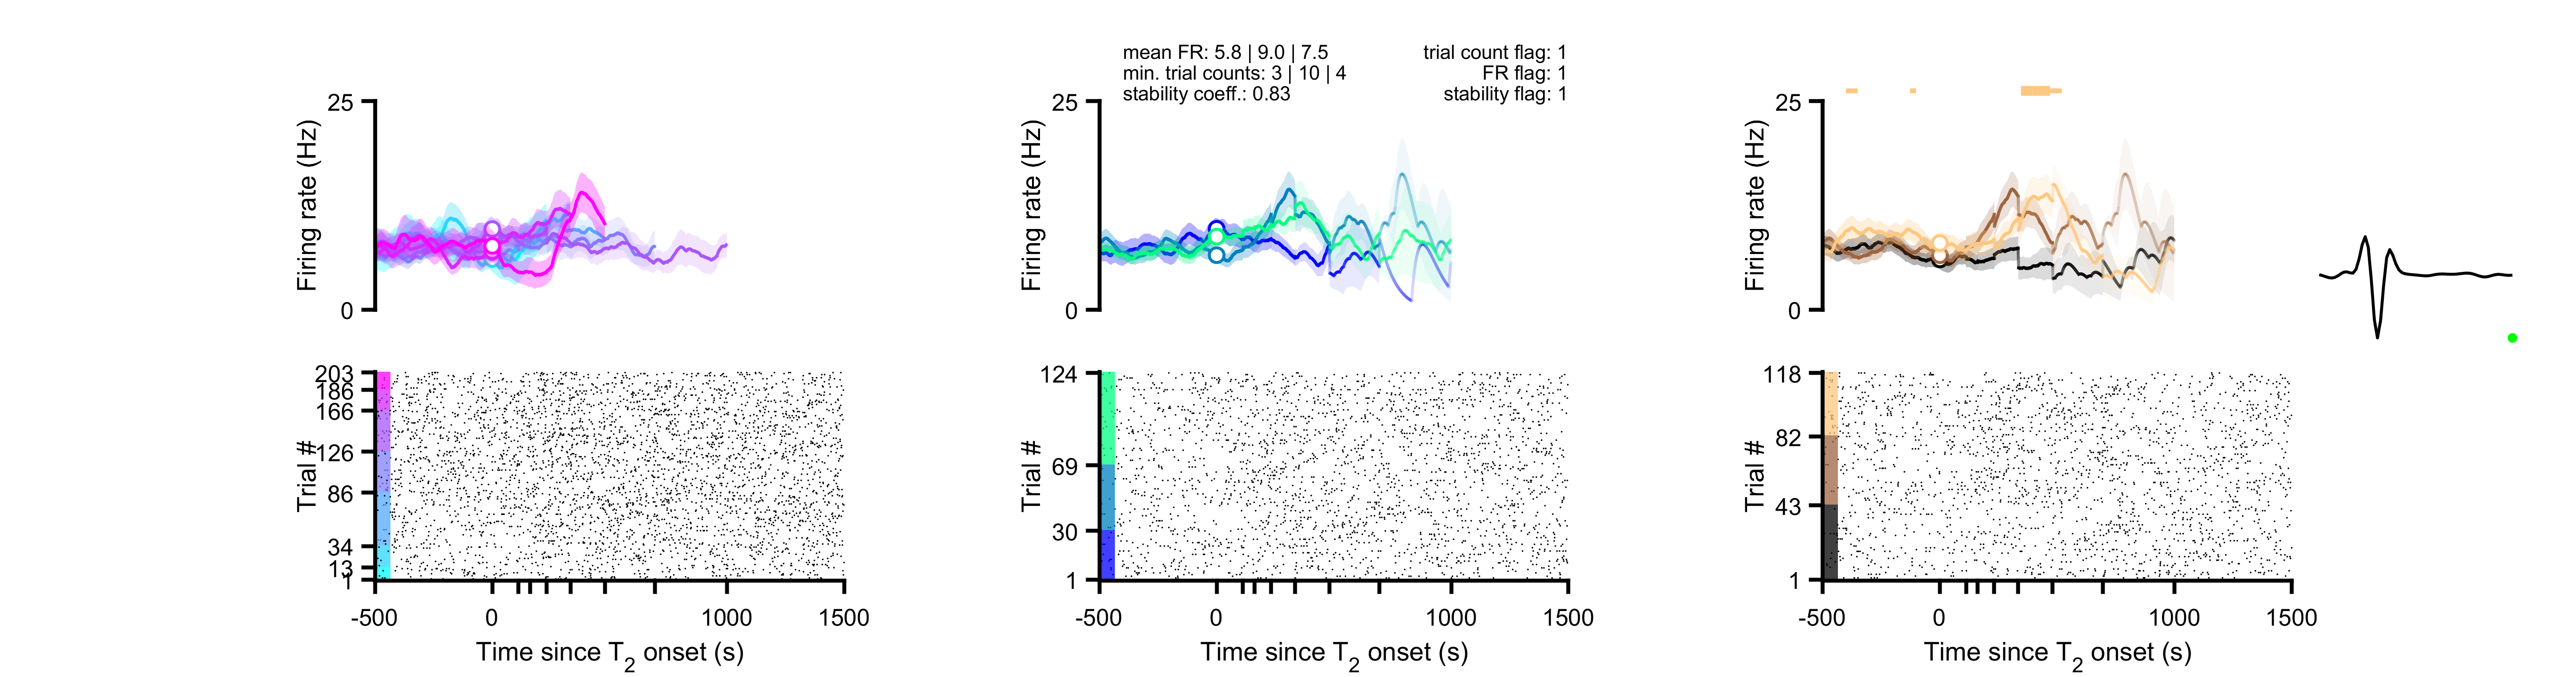 mean FR: 5.8 | 9.0 | 7.5
min. trial counts: 3 | 10 | 4
stability coeff.: 0.83
trial count flag: 1
FR flag: 1
stability flag: 1
25
Firing rate (Hz)
0
25
Firing rate (Hz)
0
25
Firing rate (Hz)
0
203
186
166
126
86
34
13
1
Trial #
-500 0 1000 1500
Time since T2 onset (s)
124
69
30
1
Trial #
-500 0 1000 1500
Time since T2 onset (s)
118
82
43
1
Trial #
-500 0 1000 1500
Time since T2 onset (s)